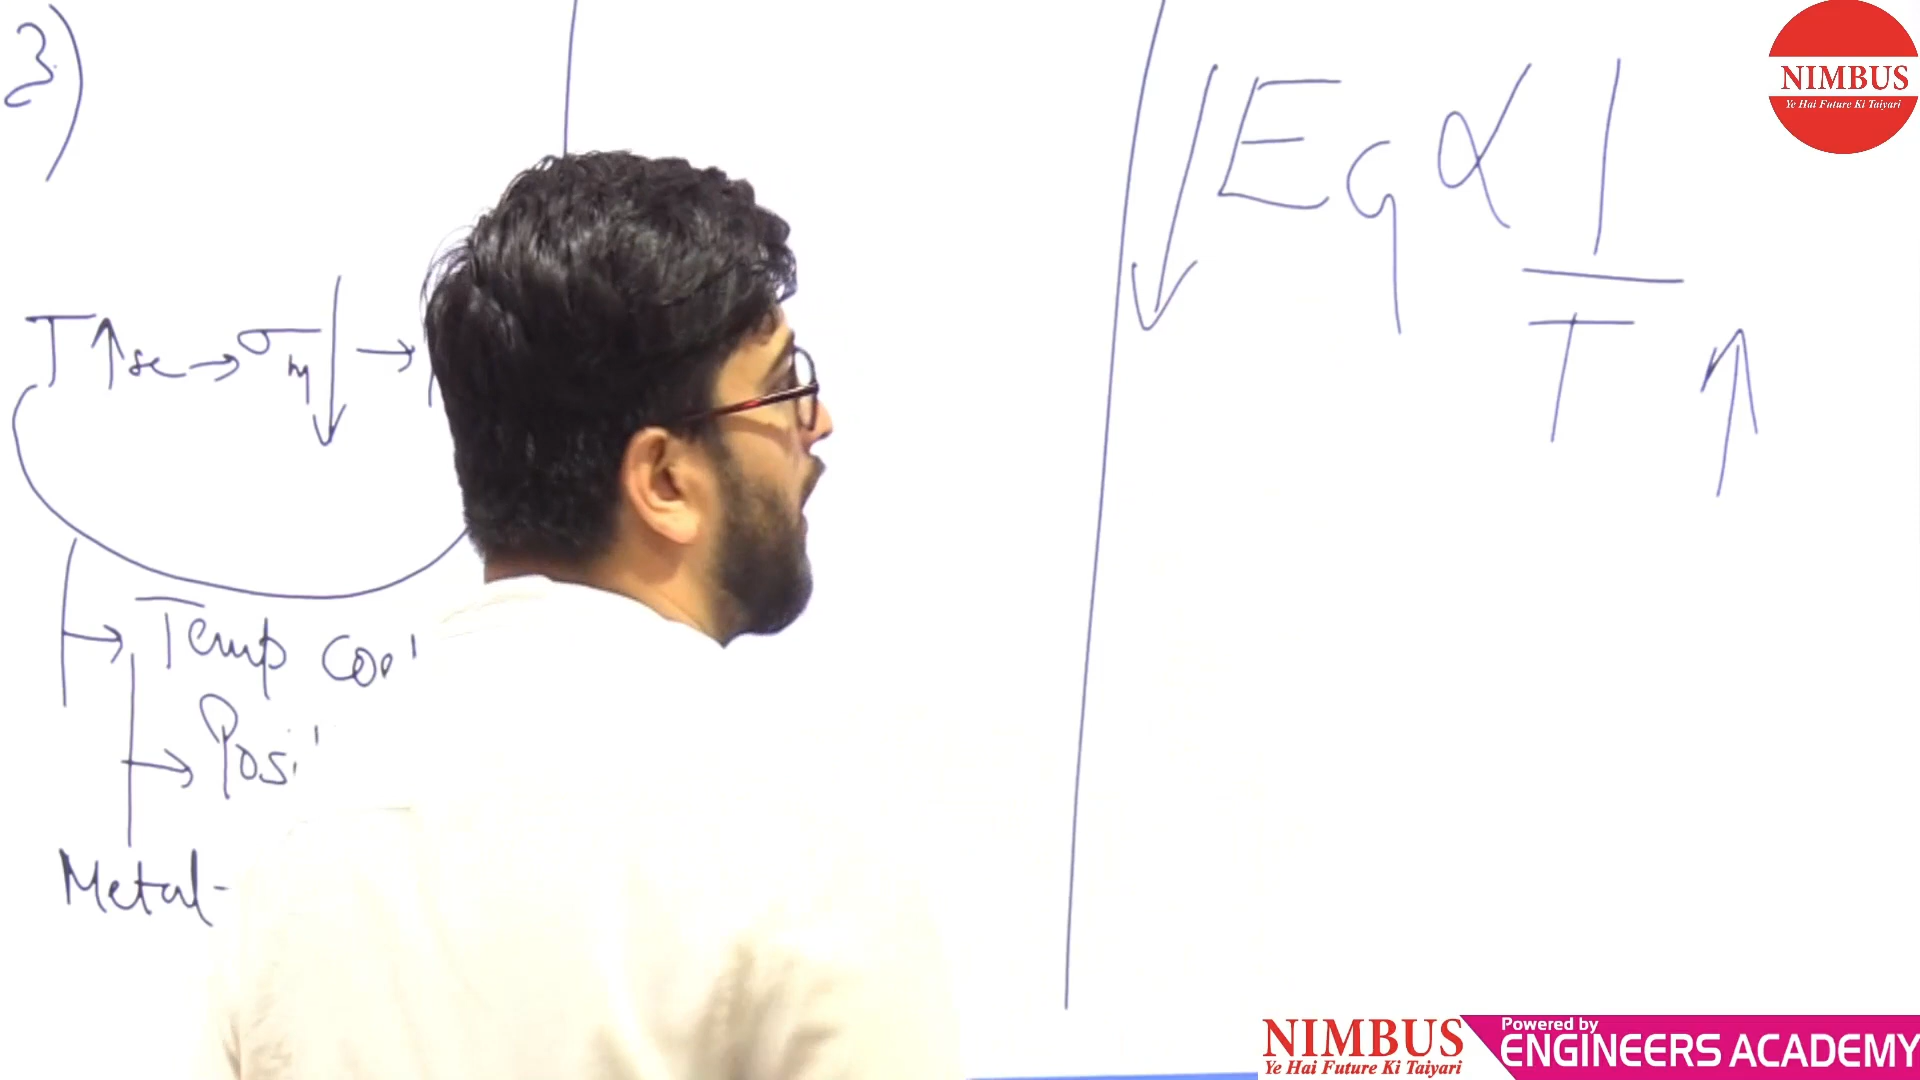 3)
T↑se → σm↓ →
→ Temp coe
→ Posi
Metal-
↓EG ∝ 1
T ↑
NIMBUS
Ye Hai Future Ki Taiyari
NIMBUS
Ye Hai Future Ki Taiyari
Powered by
ENGINEERS ACADEMY